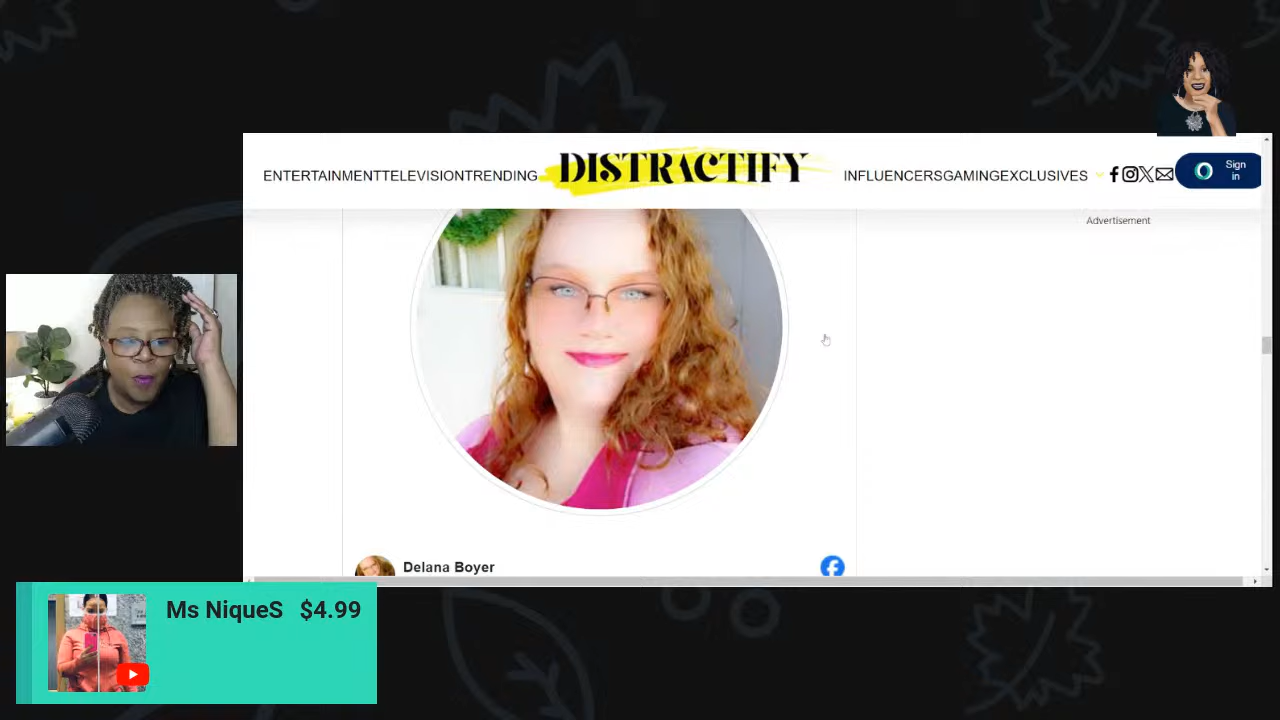 ENTERTAINMENTTELEVISIONTRENDING DISTRACTIFY INFLUENCERSGAMINGEXCLUSIVES Sign in
Advertisement
Delana Boyer
Ms NiqueS $4.99